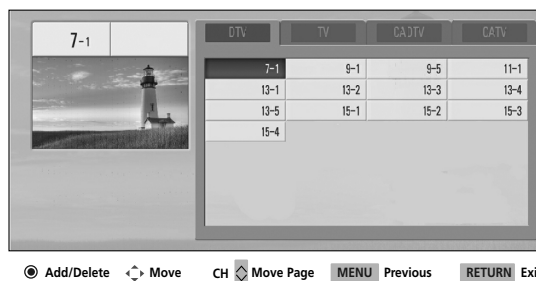 7-1
DTV TV CADTV CATV
7-1 9-1 9-5 11-1
13-1 13-2 13-3 13-4
13-5 15-1 15-2 15-3
15-4
Add/Delete Move CH Move Page MENU Previous RETURN Exi